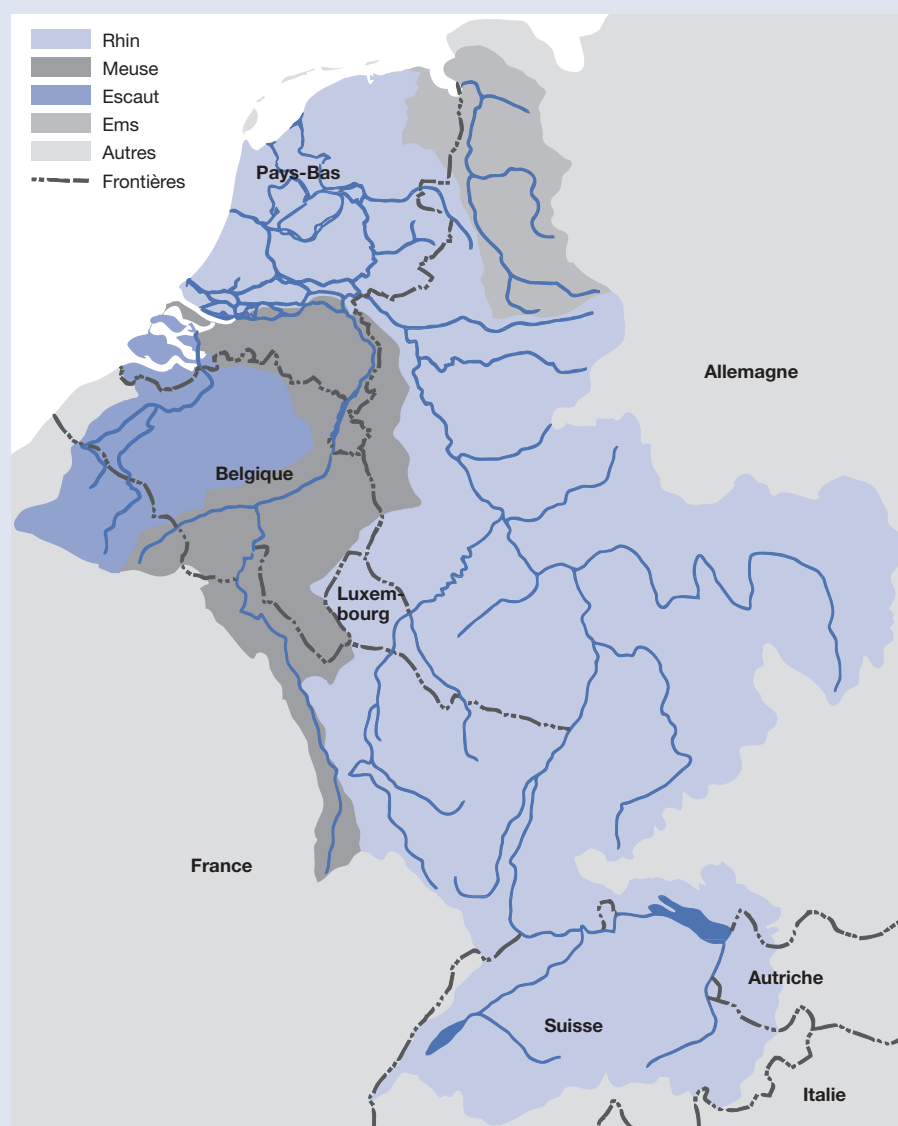 Rhin
Meuse
Escaut
Ems
Autres
Frontières
Pays-Bas
Allemagne
Belgique
Luxem-
bourg
France
Autriche
Suisse
Italie